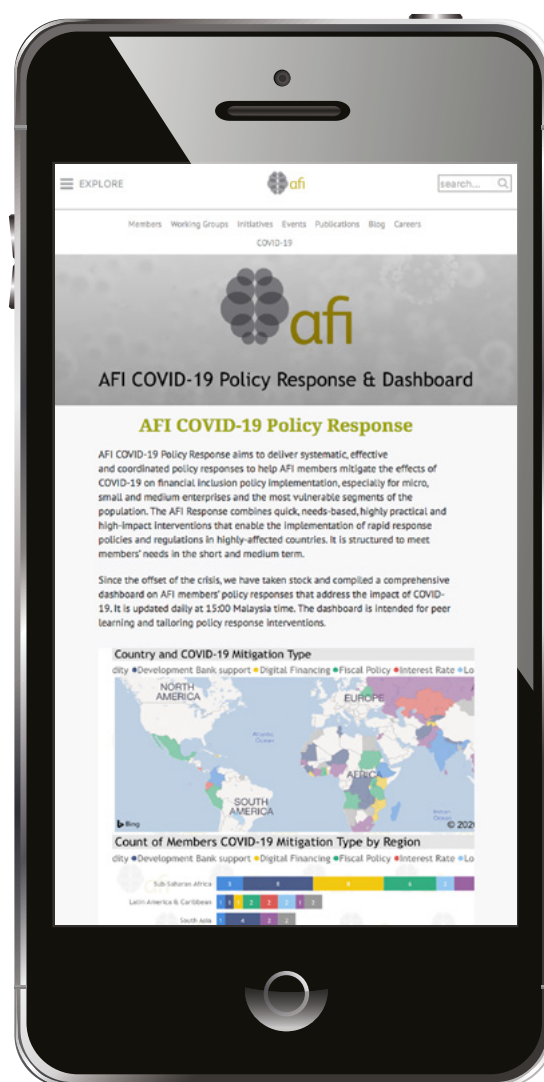 EXPLORE
afi
search...
Members Working Groups Initiatives Events Publications Blog Careers
COVID-19
afi
AFI COVID-19 Policy Response & Dashboard
AFI COVID-19 Policy Response
AFI COVID-19 Policy Response aims to deliver systematic, effective
and coordinated policy responses to help AFI members mitigate the effects of
COVID-19 on financial inclusion policy implementation, especially for micro,
small and medium enterprises and the most vulnerable segments of the
population. The AFI Response combines quick, needs-based, highly practical and
high-impact interventions that enable the implementation of rapid response
policies and regulations in highly-affected countries. It is structured to meet
members' needs in the short and medium term.
Since the offset of the crisis, we have taken stock and compiled a comprehensive
dashboard on AFI members' policy responses that address the impact of COVID-
19. It is updated daily at 15:00 Malaysia time. The dashboard is intended for peer
learning and tailoring policy response interventions.
Country and COVID-19 Mitigation Type
dity Development Bank support Digital Financing Fiscal Policy Interest Rate Lo
NORTH
AMERICA
EUROPE
Atlantic
Ocean
AFRICA
SOUTH
AMERICA
Indian
Ocean
Bing
© 202
Count of Members COVID-19 Mitigation Type by Region
dity Development Bank support Digital Financing Fiscal Policy Interest Rate Lo
Sub-Saharan Africa
Latin America & Caribbean
South Asia 1 4 2 2